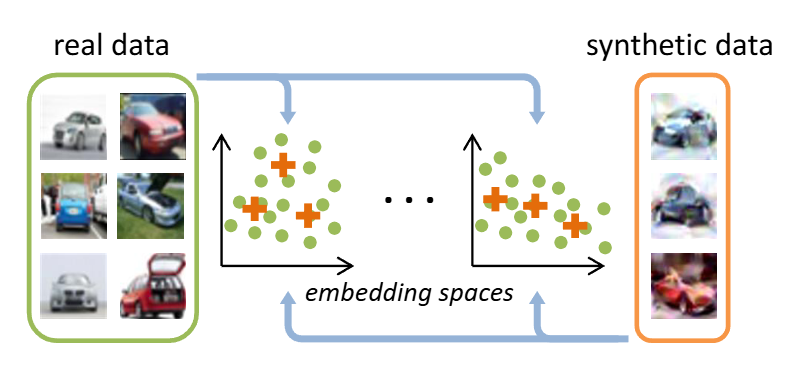 real data
synthetic data
. . .
embedding spaces